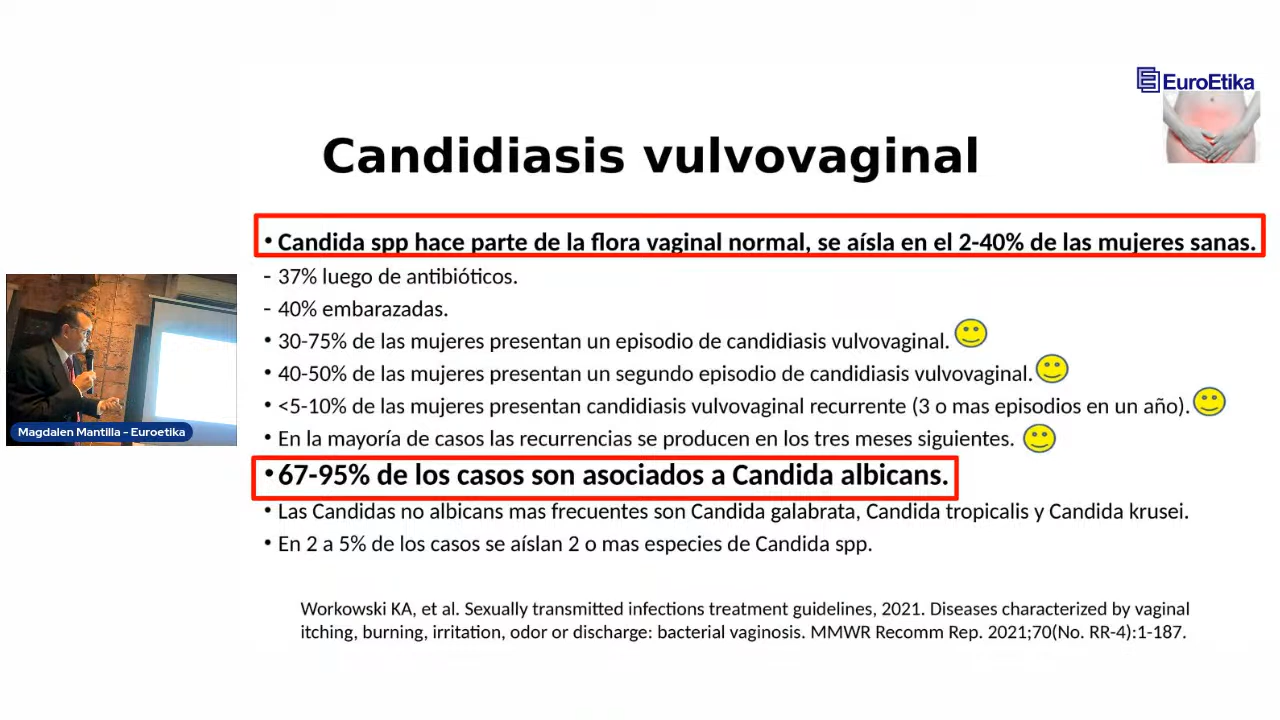 EuroEtika
Candidiasis vulvovaginal
• Candida spp hace parte de la flora vaginal normal, se aísla en el 2-40% de las mujeres sanas.
- 37% luego de antibióticos.
- 40% embarazadas.
• 30-75% de las mujeres presentan un episodio de candidiasis vulvovaginal.
• 40-50% de las mujeres presentan un segundo episodio de candidiasis vulvovaginal.
• <5-10% de las mujeres presentan candidiasis vulvovaginal recurrente (3 o mas episodios en un año).
• En la mayoría de casos las recurrencias se producen en los tres meses siguientes.
• 67-95% de los casos son asociados a Candida albicans.
• Las Candidas no albicans mas frecuentes son Candida galabrata, Candida tropicalis y Candida krusei.
• En 2 a 5% de los casos se aíslan 2 o mas especies de Candida spp.
Workowski KA, et al. Sexually transmitted infections treatment guidelines, 2021. Diseases characterized by vaginal
itching, burning, irritation, odor or discharge: bacterial vaginosis. MMWR Recomm Rep. 2021;70(No. RR-4):1-187.
Magdalen Mantilla - Euroetika